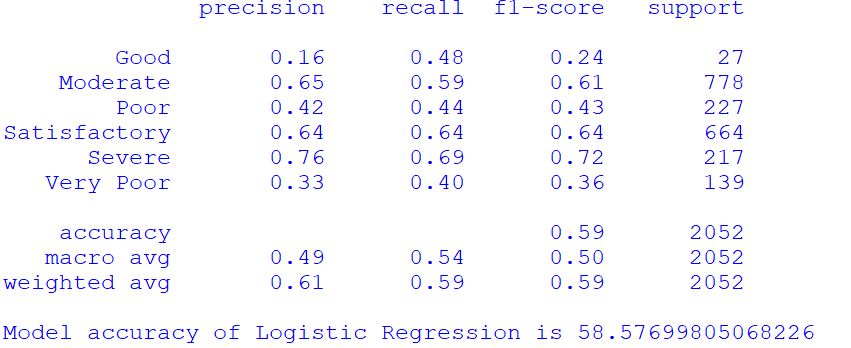 precision recall f1-score support
Good 0.16 0.48 0.24 27
Moderate 0.65 0.59 0.61 778
Poor 0.42 0.44 0.43 227
Satisfactory 0.64 0.64 0.64 664
Severe 0.76 0.69 0.72 217
Very Poor 0.33 0.40 0.36 139
accuracy 0.59 2052
macro avg 0.49 0.54 0.50 2052
weighted avg 0.61 0.59 0.59 2052
Model accuracy of Logistic Regression is 58.57699805068226